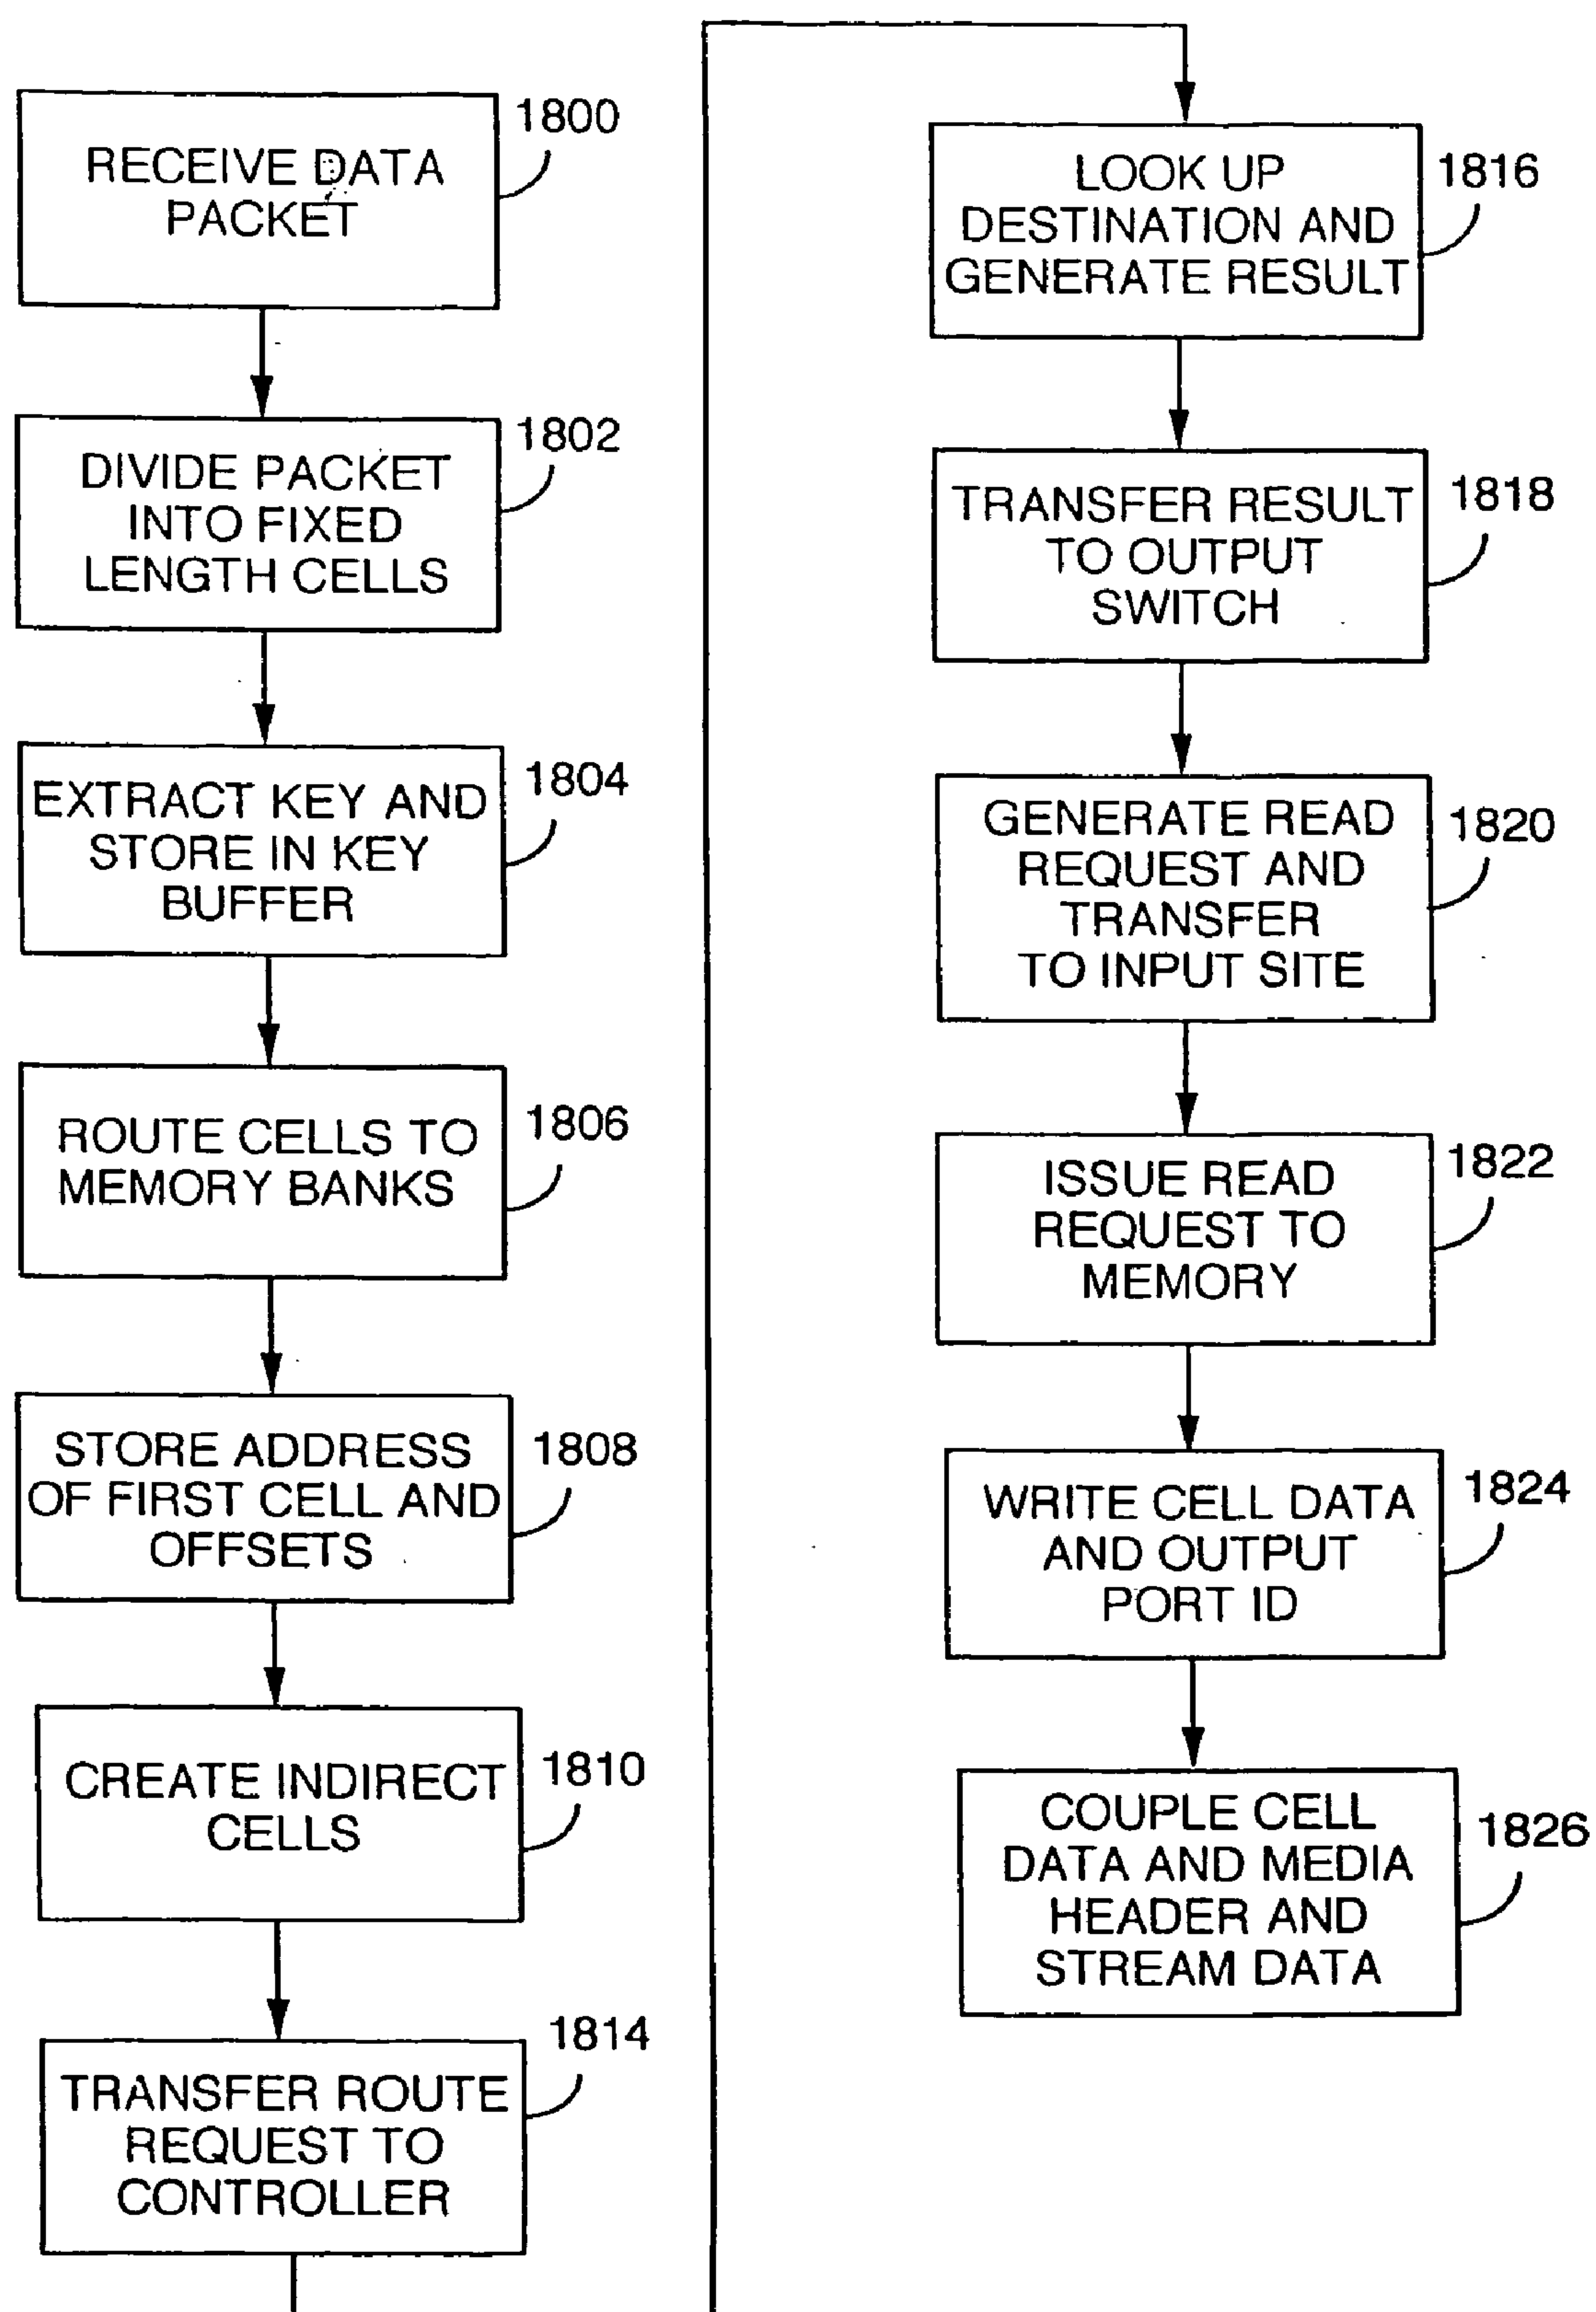 1800
RECEIVE DATA
PACKET
1802
DIVIDE PACKET
INTO FIXED
LENGTH CELLS
1804
EXTRACT KEY AND
STORE IN KEY
BUFFER
1806
ROUTE CELLS TO
MEMORY BANKS
1808
STORE ADDRESS
OF FIRST CELL AND
OFFSETS
1810
CREATE INDIRECT
CELLS
1814
TRANSFER ROUTE
REQUEST TO
CONTROLLER
1816
LOOK UP
DESTINATION AND
GENERATE RESULT
1818
TRANSFER RESULT
TO OUTPUT
SWITCH
1820
GENERATE READ
REQUEST AND
TRANSFER
TO INPUT SITE
1822
ISSUE READ
REQUEST TO
MEMORY
1824
WRITE CELL DATA
AND OUTPUT
PORT ID
1826
COUPLE CELL
DATA AND MEDIA
HEADER AND
STREAM DATA